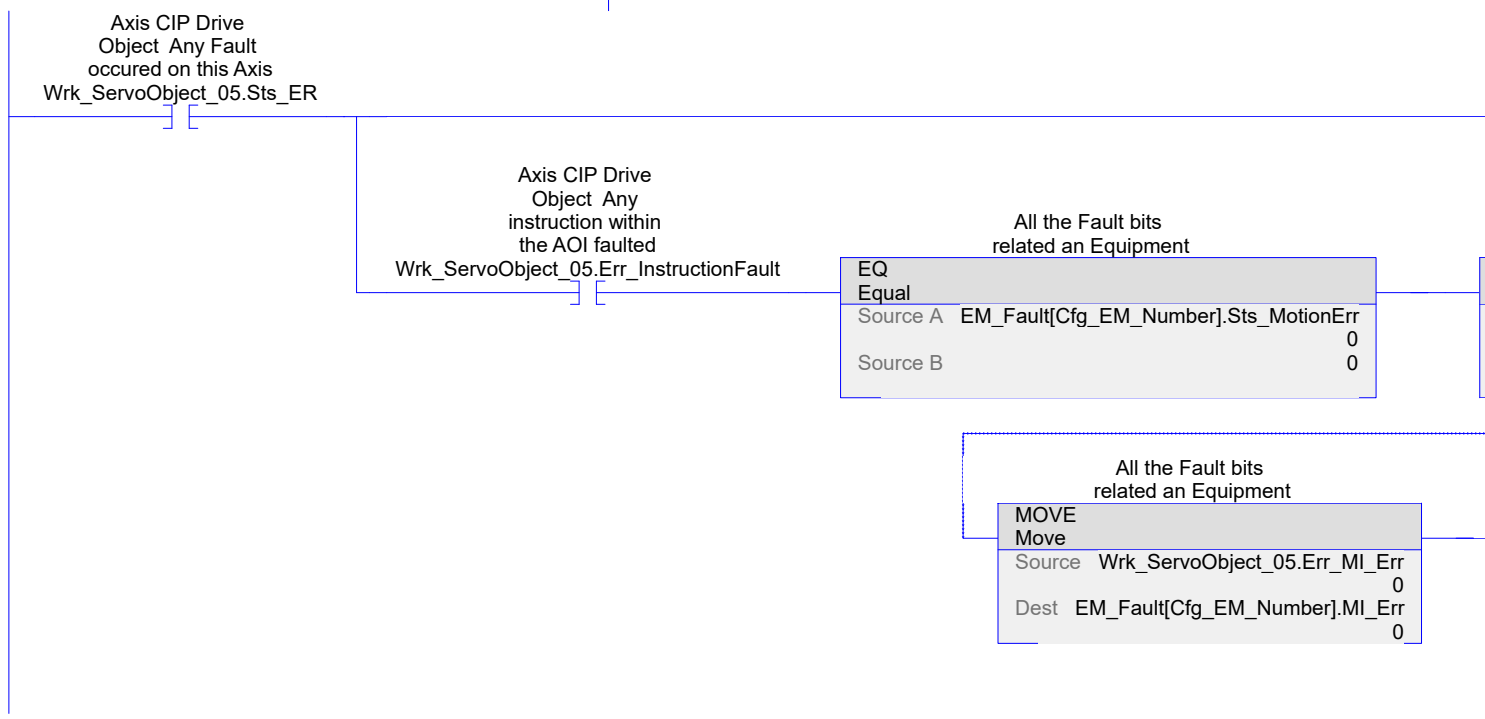 Axis CIP Drive
Object  Any Fault
occured on this Axis
Wrk_ServoObject_05.Sts_ER
Axis CIP Drive
Object  Any
instruction within
the AOI faulted
Wrk_ServoObject_05.Err_InstructionFault
All the Fault bits
related an Equipment
EQ
Equal
Source A EM_Fault[Cfg_EM_Number].Sts_MotionErr
0
Source B 0
All the Fault bits
related an Equipment
MOVE
Move
Source Wrk_ServoObject_05.Err_MI_Err
0
Dest EM_Fault[Cfg_EM_Number].MI_Err
0